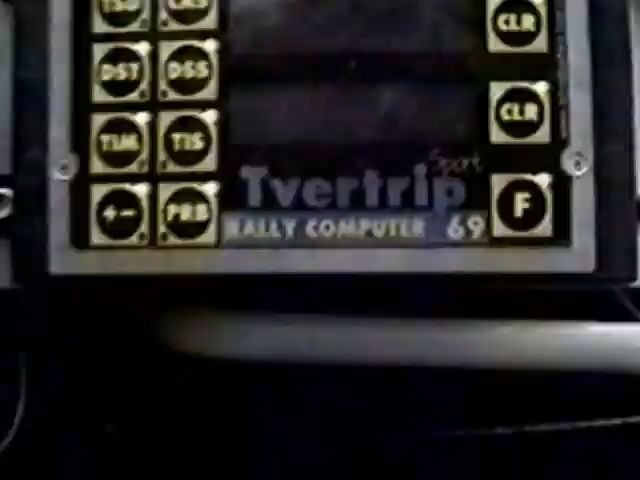 CLR
DST DSS
CLR
TIM TIS
Sport
Tvertrip
+- PRB
F
RALLY COMPUTER 69